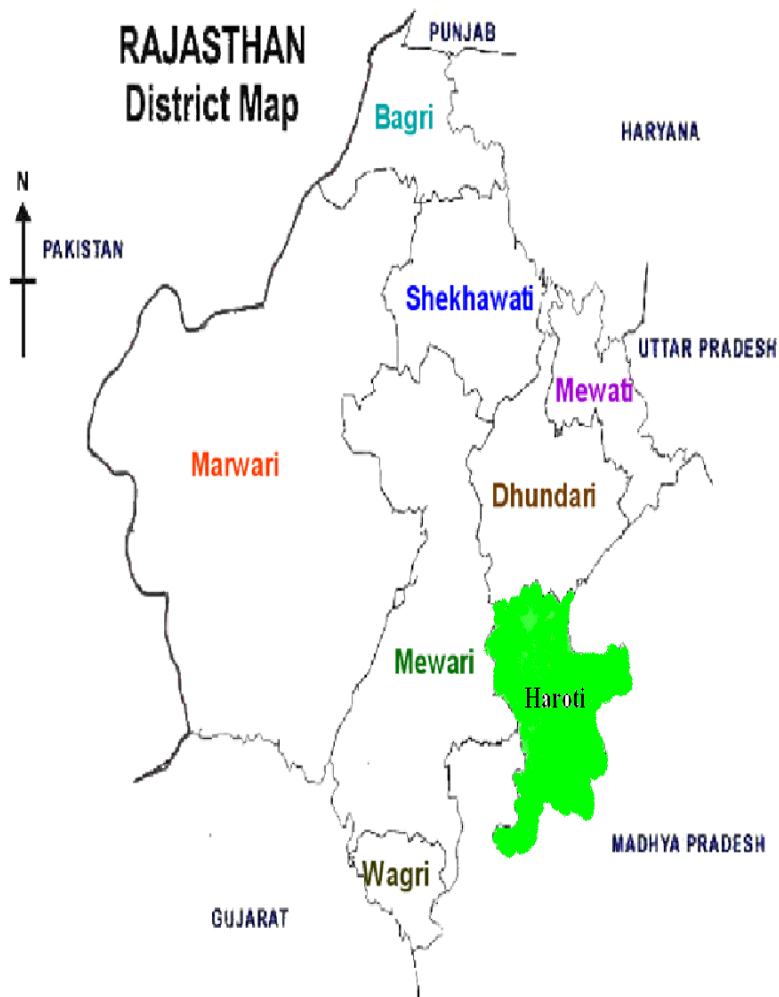 RAJASTHAN
District Map
PUNJAB
Bagri
HARYANA
N
PAKISTAN
Shekhawati
UTTAR PRADESH
Mewati
Marwari
Dhundari
Mewari
Haroti
MADHYA PRADESH
Wagri
GUJARAT